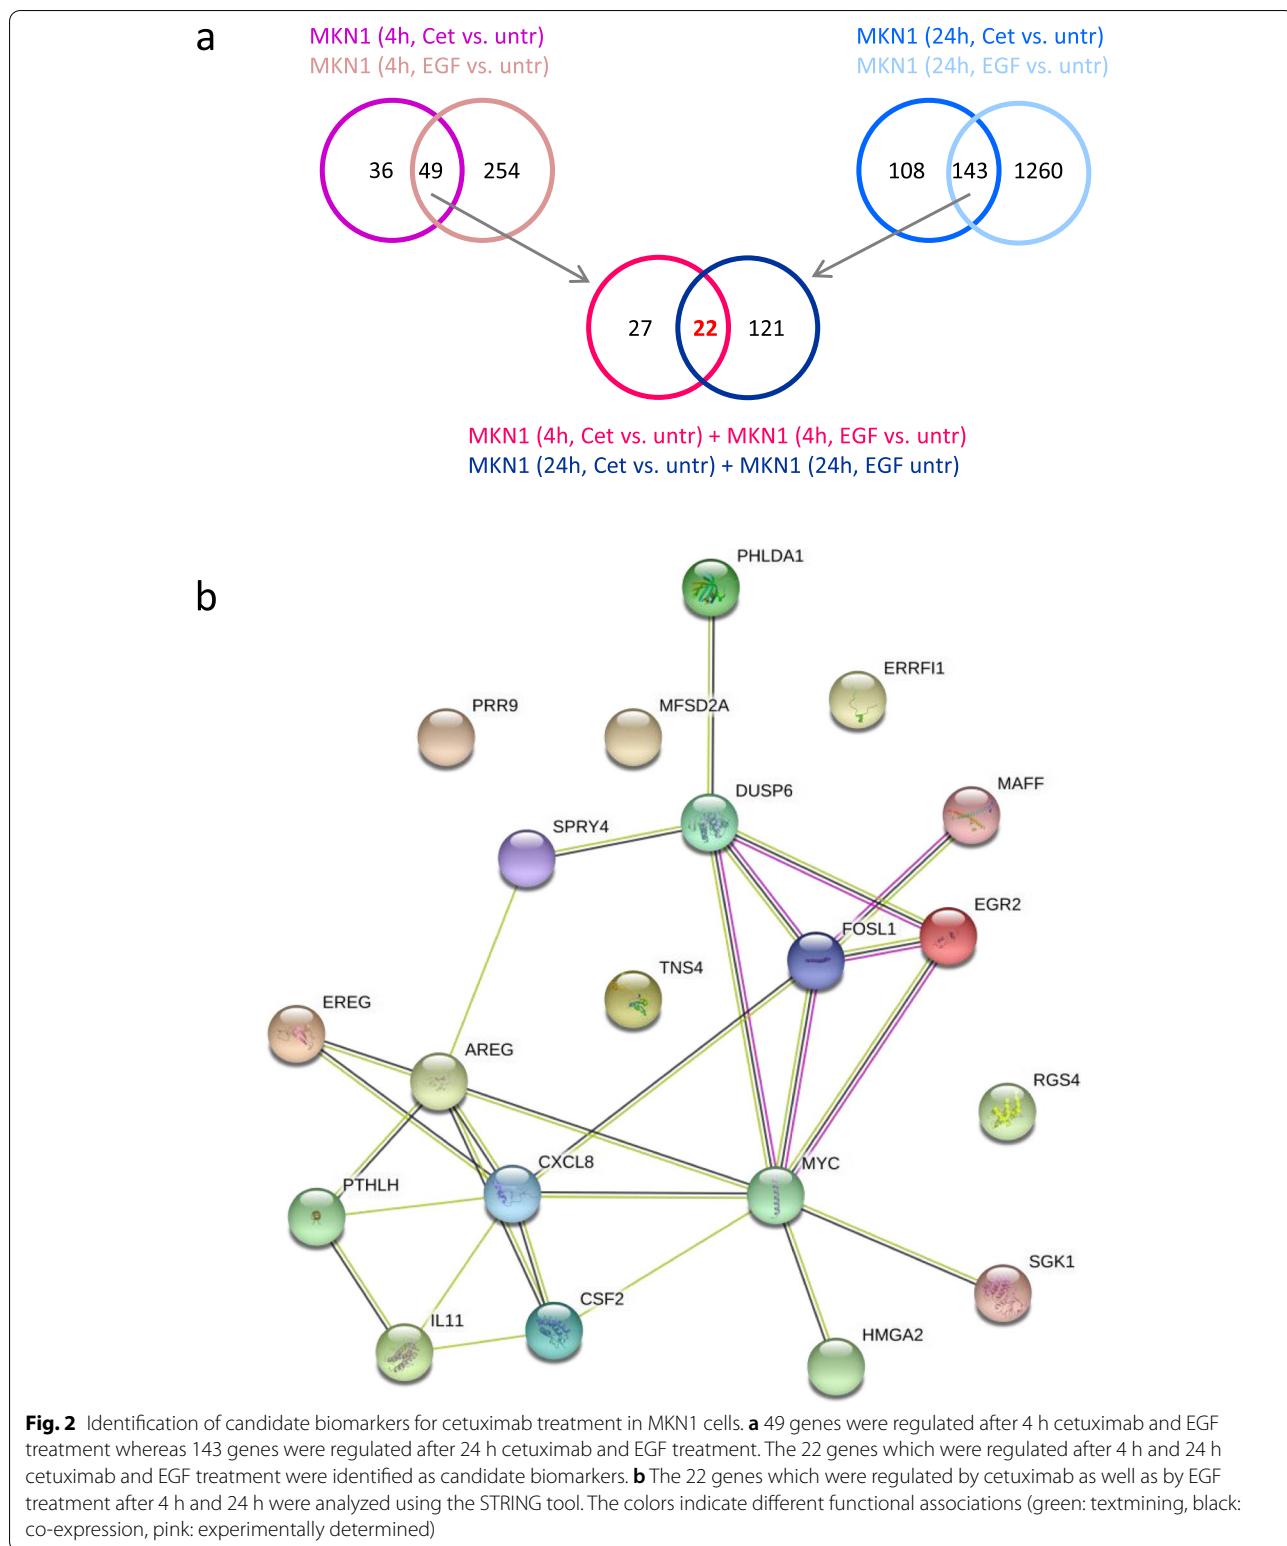 a
MKN1 (4h, Cet vs. untr)
MKN1 (4h, EGF vs. untr)
MKN1 (24h, Cet vs. untr)
MKN1 (24h, EGF vs. untr)
36 49 254
108 143 1260
27 22 121
MKN1 (4h, Cet vs. untr) + MKN1 (4h, EGF vs. untr)
MKN1 (24h, Cet vs. untr) + MKN1 (24h, EGF untr)
b
PHLDA1
ERRFI1
PRR9
MFSD2A
MAFF
DUSP6
SPRY4
EGR2
FOSL1
TNS4
EREG
AREG
RGS4
CXCL8
MYC
PTHLH
SGK1
CSF2
IL11
HMGA2
Fig. 2 Identification of candidate biomarkers for cetuximab treatment in MKN1 cells. a 49 genes were regulated after 4 h cetuximab and EGF
treatment whereas 143 genes were regulated after 24 h cetuximab and EGF treatment. The 22 genes which were regulated after 4 h and 24 h
cetuximab and EGF treatment were identified as candidate biomarkers. b The 22 genes which were regulated by cetuximab as well as by EGF
treatment after 4 h and 24 h were analyzed using the STRING tool. The colors indicate different functional associations (green: textmining, black:
co-expression, pink: experimentally determined)